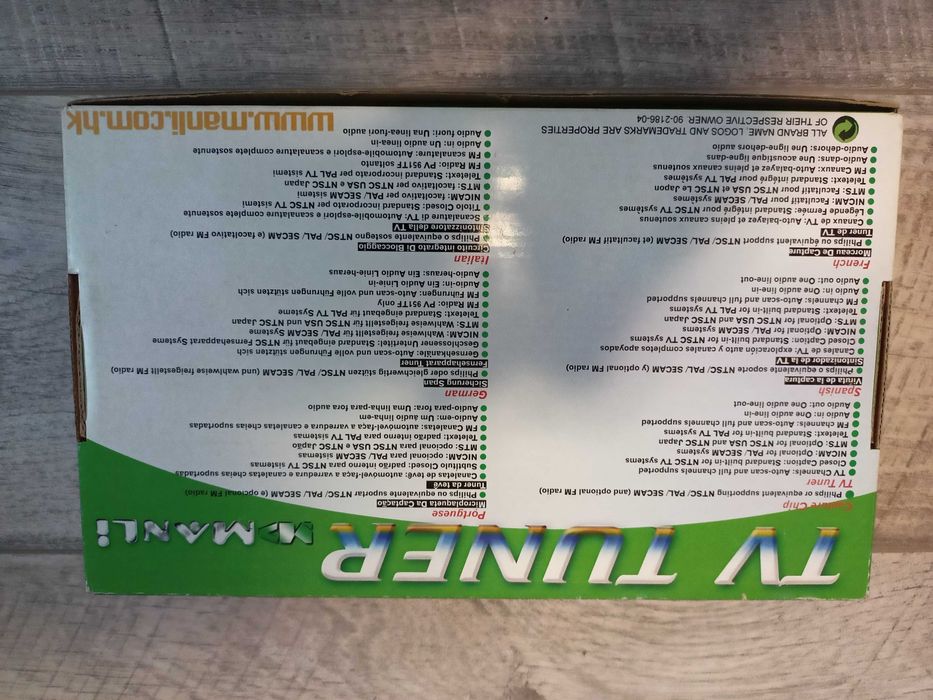 TV TUNER MANLI
Capture Chip
Philips or equivalent supporting NTSC/ PAL/ SECAM (and optional FM radio)
TV Tuner
TV Channels: Auto-scan and full channels supported
Closed Caption: Standard built-in for NTSC TV systems
NICAM: Optional for PAL/ SECAM systems
MTS: Optional for NTSC USA and NTSC Japan
Teletext: Standard built-in for PAL TV systems
FM channels: Auto-scan and full channels supported
Audio in: One audio line-in
Audio out: One audio line-out
Spanish
Viruta de la captura
Philips o equivalente soporte NTSC/ PAL/ SECAM (y optional FM radio)
Sintonizador de la TV
Canales de TV: exploración auto y canales completos apoyados
Closed Caption: Standard built-in for NTSC TV systems
NICAM: Optional for PAL/ SECAM systems
MTS: Optional for NTSC USA and NTSC Japan
Teletext: Standard built-in for PAL TV systems
FM channels: Auto-scan and full channels supported
Audio in: One audio line-in
Audio out: One audio line-out
French
Morceau De Capture
Philips ou equivalent support NTSC/ PAL/ SECAM (et facultatif FM radio)
Tuner de TV
Canaux de TV: Auto-balayez et pleins canaux soutenus
Légende Fermée: Standard intégré pour NTSC TV systèmes
NICAM: Facultatif pour PAL/ SECAM systèmes
MTS: Facultatif pour NTSC USA et NTSC Le Japon
Teletext: Standard intégré pour PAL TV systèmes
FM Canaux: Auto-balayez et pleins canaux soutenus
Audio-dans: Une acoustique ligne-dans
Audio-dehors: Une ligne-dehors audio
ALL BRAND NAME, LOGOS AND TRADEMARKS ARE PROPERTIES
OF THEIR RESPECTIVE OWNER 90-2186-04
Portuguese
Microplaqueta Da Captação
Philips ou equivalente suportar NTSC/ PAL/ SECAM (e opcional FM radio)
Tuner da tevê
Canaletas de tevê: automóvel-faça a varredura e canaletas cheias suportadas
Subtítulo Closed: padrão interno para NTSC TV sistemas
NICAM: opcional para PAL/ SECAM sistemas
MTS: opcional para NTSC USA e NTSC Japão
Teletext: padrão interno para PAL TV sistemas
FM Canaletas: automóvel-faça a varredura e canaletas cheias suportadas
Audio-em: Um audio linha-em
Audio-para fora: Uma linha-para fora audio
German
Sicherung Span
Philips oder gleichwertig stützen NTSC/ PAL/ SECAM (und wahlweise freigestellt FM radio)
Fernsehapparat Tuner
Fernsehkanäle: Auto-scan und volle Führungen stützten sich
Geschlossener Untertitel: Standard eingebaut für NTSC Fernsehapparat Systeme
NICAM: Wahlweise freigestellt für PAL/ SECAM Systeme
MTS: Wahlweise freigestellt für NTSC USA und NTSC Japan
Teletext: Standard eingebaut für PAL TV Systeme
FM Radio: PV 951TF only
FM Führungen: Auto-scan und volle Führungen stützten sich
Audio-in: Ein Audio Linie-in
Audio-heraus: Ein Audio Linie-heraus
Italian
Circuito integrato Di Bloccaggio
Philips o equivalente sostegno NTSC/ PAL/ SECAM (e facoltativo FM radio)
Sintonizzatore della TV
Scanalature di TV: Automobile-esplori e scanalature complete sostenute
Titolo Closed: Standard incorporato per NTSC TV sistemi
NICAM: facoltativo per PAL/ SECAM sistemi
MTS: facoltativo per NTSC USA e NTSC Japan
Teletext: Standard incorporato per PAL TV sistemi
FM Radio: PV 951TF soltanto
FM scanalature: Automobile-esplori e scanalature complete sostenute
Audio in: Un audio linea-in
Audio fuori: Una linea-fuori audio
www.manli.com.hk